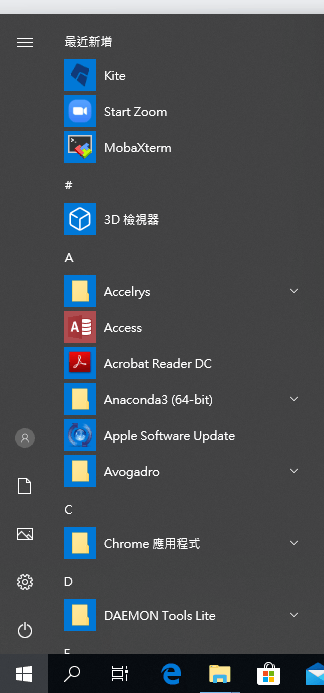 最近新增
Kite
Start Zoom
MobaXterm
#
3D 檢視器
A
Accelrys
Access
Acrobat Reader DC
Anaconda3 (64-bit)
Apple Software Update
Avogadro
C
Chrome 應用程式
D
DAEMON Tools Lite